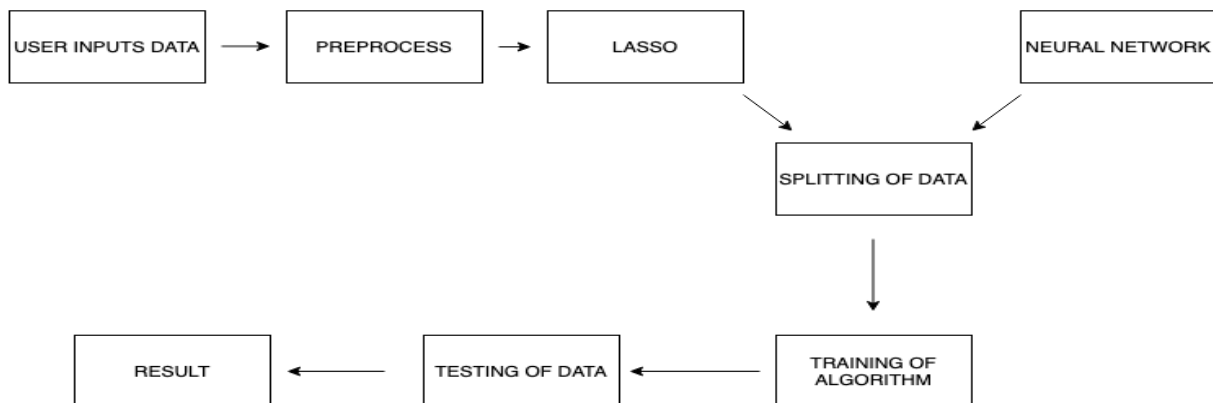 USER INPUTS DATA
PREPROCESS
LASSO
NEURAL NETWORK
SPLITTING OF DATA
RESULT
TESTING OF DATA
TRAINING OF
ALGORITHM